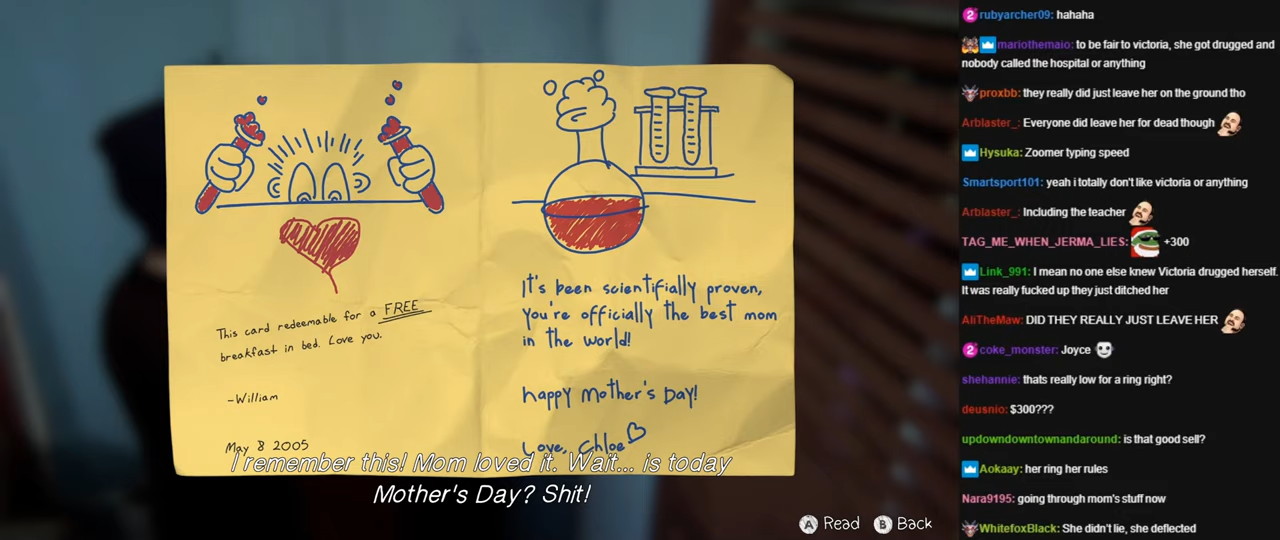 This card redeemable for a FREE
breakfast in bed. Love you.
-William
May 8 2005
It's been scientifially proven,
you're officially the best mom
in the world!
happy Mother's Day!
Love, Chloe
I remember this! Mom loved it. Wait... is today
Mother's Day? Shit!
A Read B Back
2 rubyarcher09: hahaha
mariothemaio: to be fair to victoria, she got drugged and
nobody called the hospital or anything
proxbb: they really did just leave her on the ground tho
Arblaster_: Everyone did leave her for dead though
Hysuka: Zoomer typing speed
Smartsport101: yeah i totally don't like victoria or anything
Arblaster_: Including the teacher
TAG_ME_WHEN_JERMA_LIES: +300
Link_991: I mean no one else knew Victoria drugged herself.
It was really fucked up they just ditched her
AliTheMaw: DID THEY REALLY JUST LEAVE HER
2 coke_monster: Joyce
shehannie: thats really low for a ring right?
deusnio: $300???
updowndowntownandaround: is that good sell?
Aokaay: her ring her rules
Nara9195: going through mom's stuff now
WhitefoxBlack: She didn't lie, she deflected